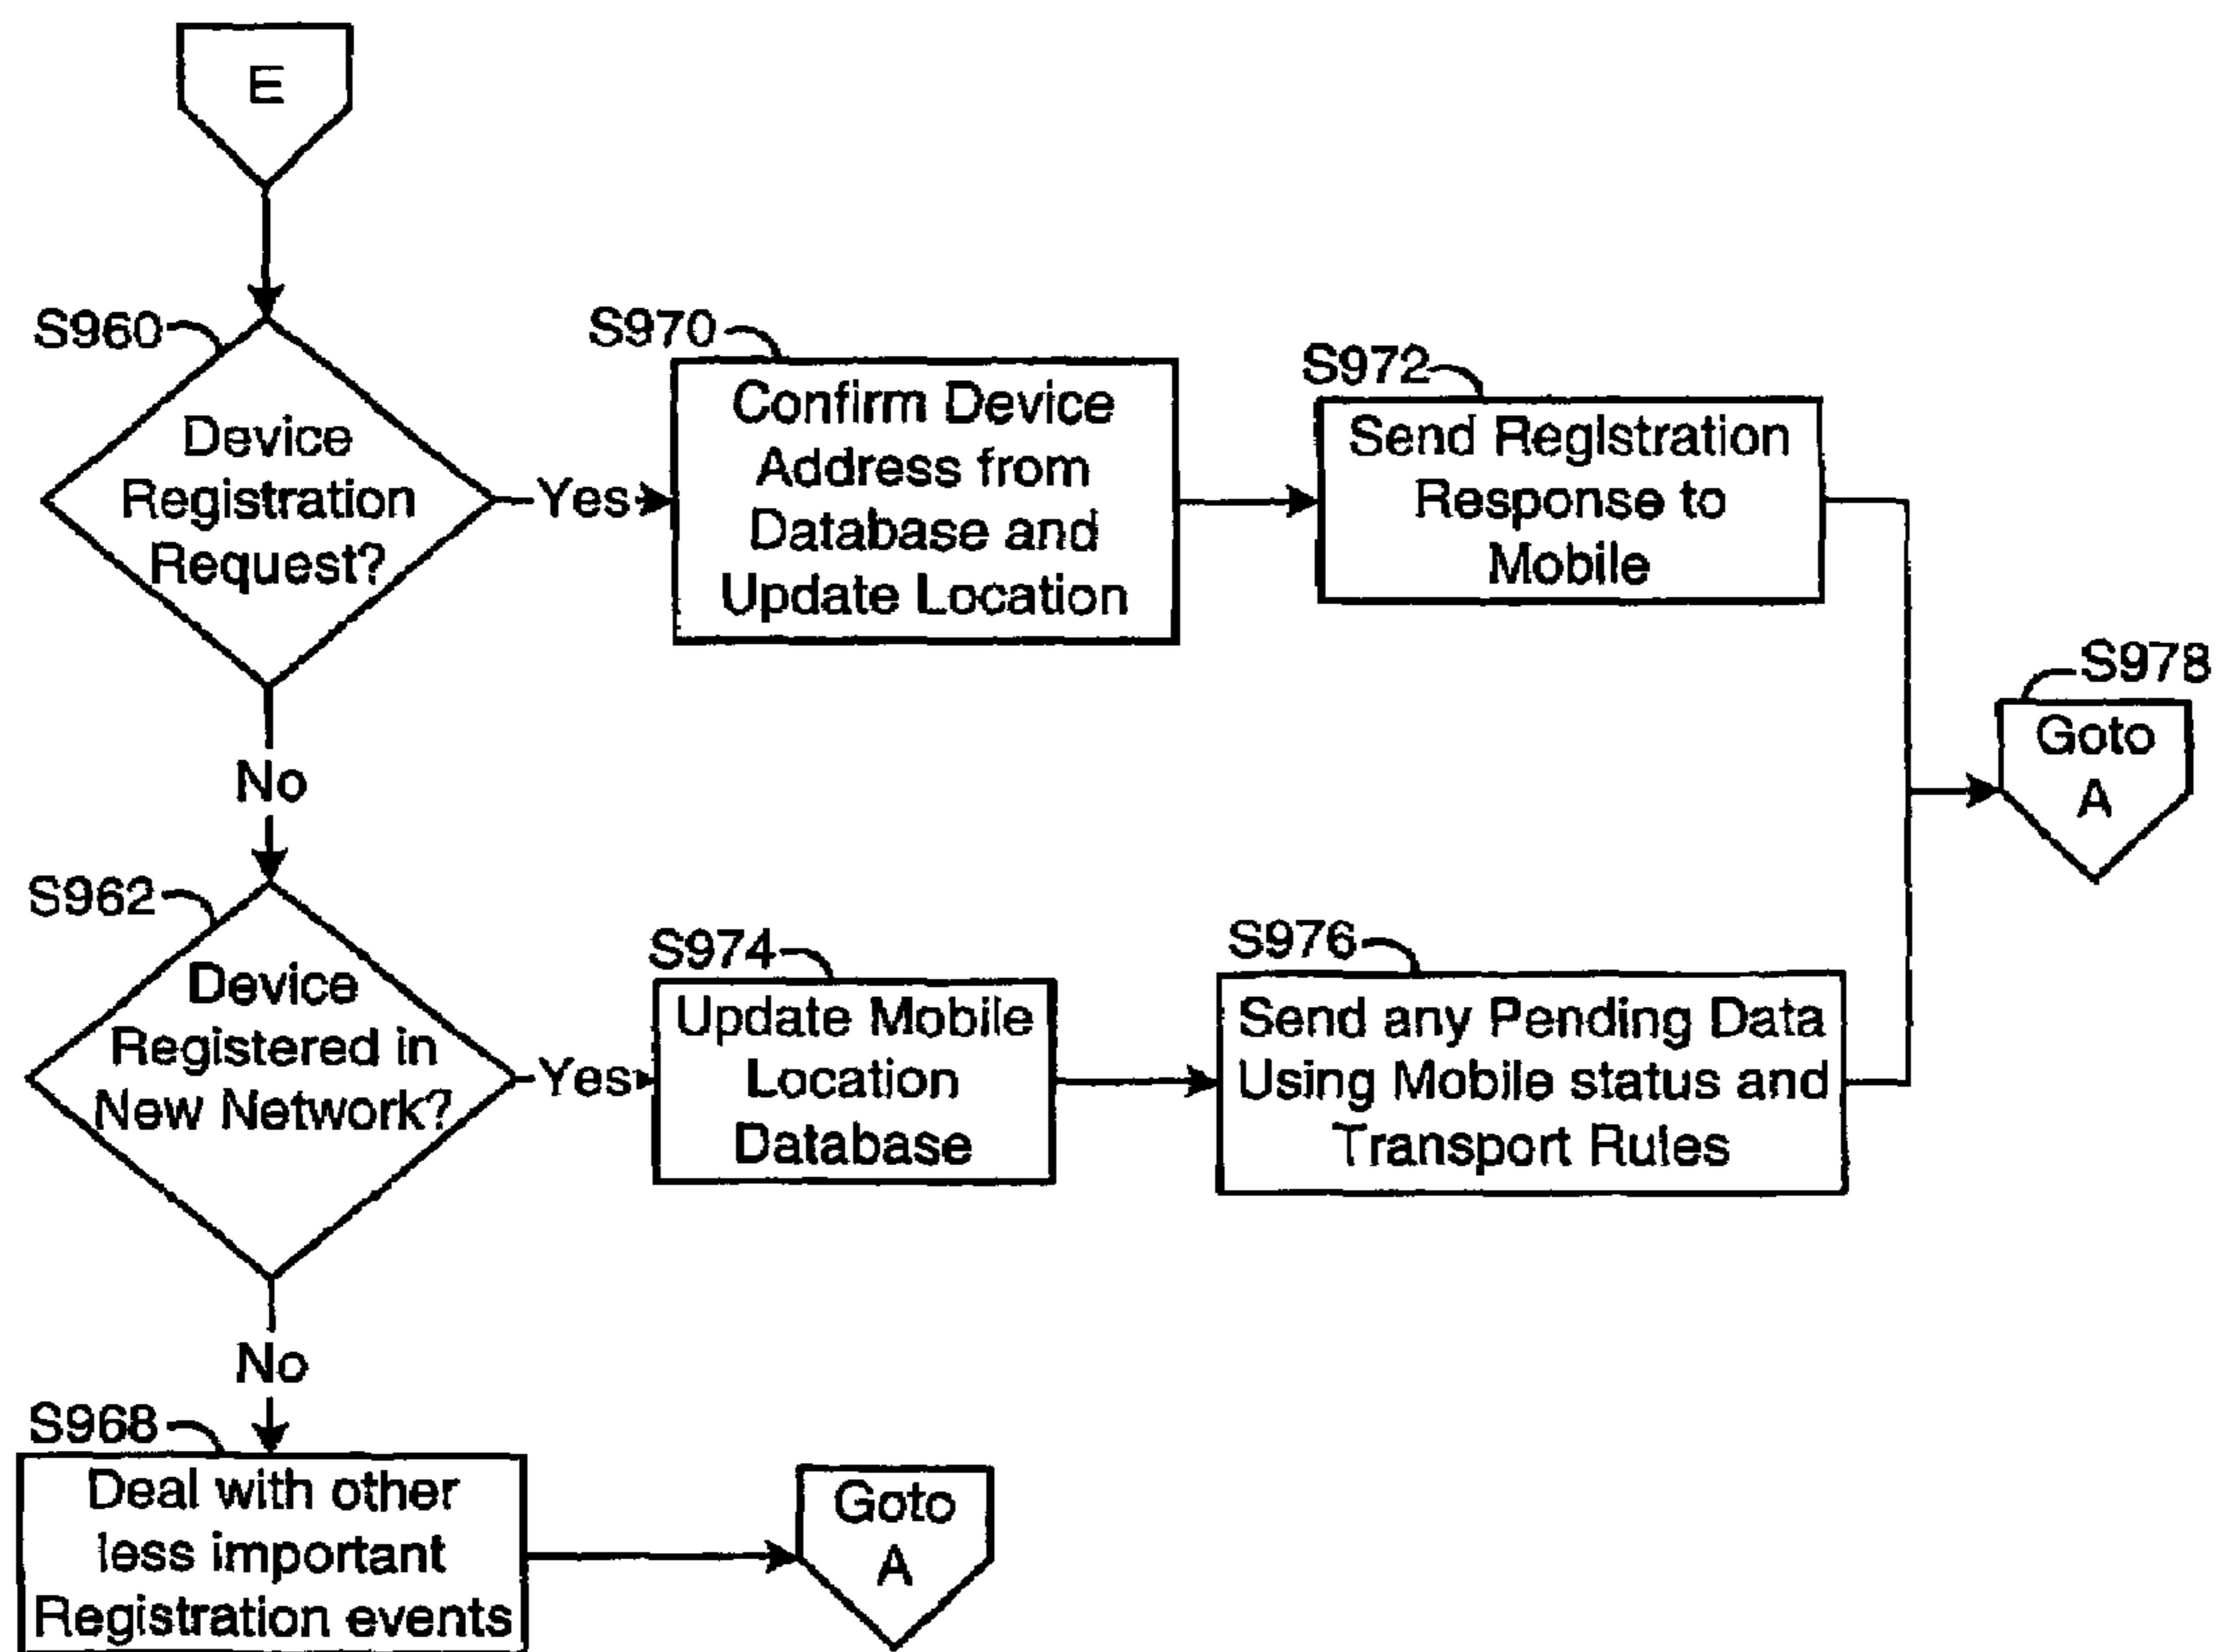 E
S960
Device
Registration
Request?
Yes
S970
Confirm Device
Address from
Database and
Update Location
S972
Send Registration
Response to
Mobile
S978
Goto
A
No
S962
Device
Registered in
New Network?
Yes
S974
Update Mobile
Location
Database
S976
Send any Pending Data
Using Mobile status and
Transport Rules
No
S968
Deal with other
less important
Registration events
Goto
A